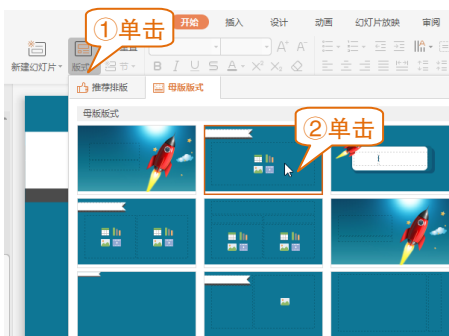 ①单击
开始 插入 设计 动画 幻灯片放映 审阅
新建幻灯片 版式 节
B I U S A X² X₂
推荐排版 母版版式
母版版式
②单击